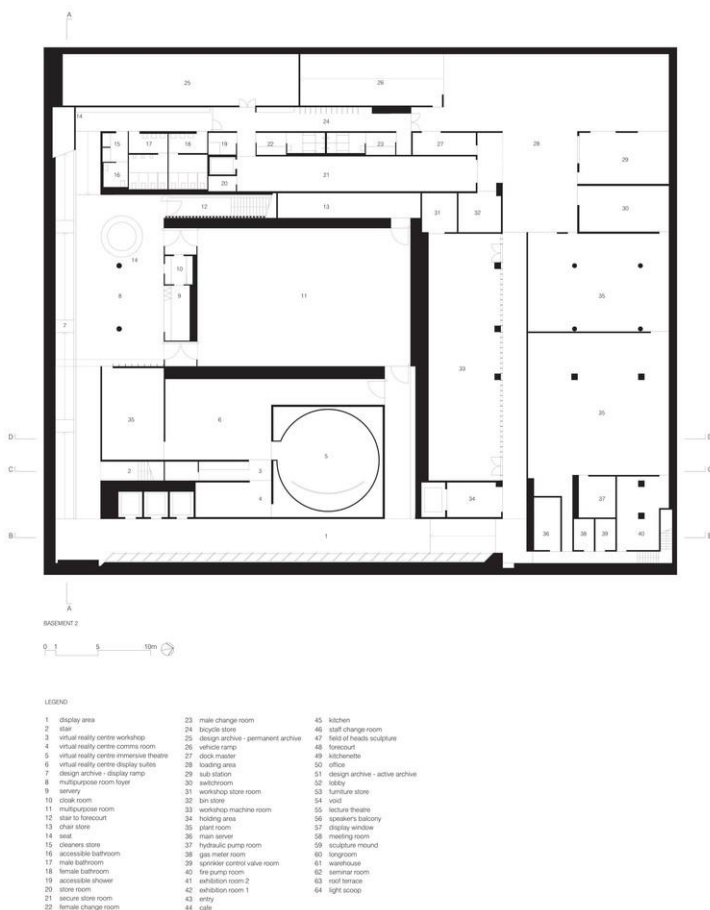 A
25
26
14
24
15
17
18
19
22
23
27
28
29
16
20
21
30
12
13
31
32
14
10
8
9
11
35
7
33
35
35
6
5
D
D
C
2
3
C
4
34
37
36
38
39
40
B
1
B
A
BASEMENT 2
0 1 5 10m
LEGEND
1 display area
2 stair
3 virtual reality centre workshop
4 virtual reality centre comms room
5 virtual reality centre immersive theatre
6 virtual reality centre display suites
7 design archive - display ramp
8 multipurpose room foyer
9 servery
10 cloak room
11 multipurpose room
12 stair to forecourt
13 chair store
14 seat
15 cleaners store
16 accessible bathroom
17 male bathroom
18 female bathroom
19 accessible shower
20 store room
21 secure store room
22 female change room
23 male change room
24 bicycle store
25 design archive - permanent archive
26 vehicle ramp
27 dock master
28 loading area
29 sub station
30 switchroom
31 workshop store room
32 bin store
33 workshop machine room
34 holding area
35 plant room
36 main server
37 hydraulic pump room
38 gas meter room
39 sprinkler control valve room
40 fire pump room
41 exhibition room 2
42 exhibition room 1
43 entry
44 cafe
45 kitchen
46 staff change room
47 field of heads sculpture
48 forecourt
49 kitchenette
50 office
51 design archive - active archive
52 lobby
53 furniture store
54 void
55 lecture theatre
56 speaker's balcony
57 display window
58 meeting room
59 sculpture mound
60 longroom
61 warehouse
62 seminar room
63 roof terrace
64 light scoop